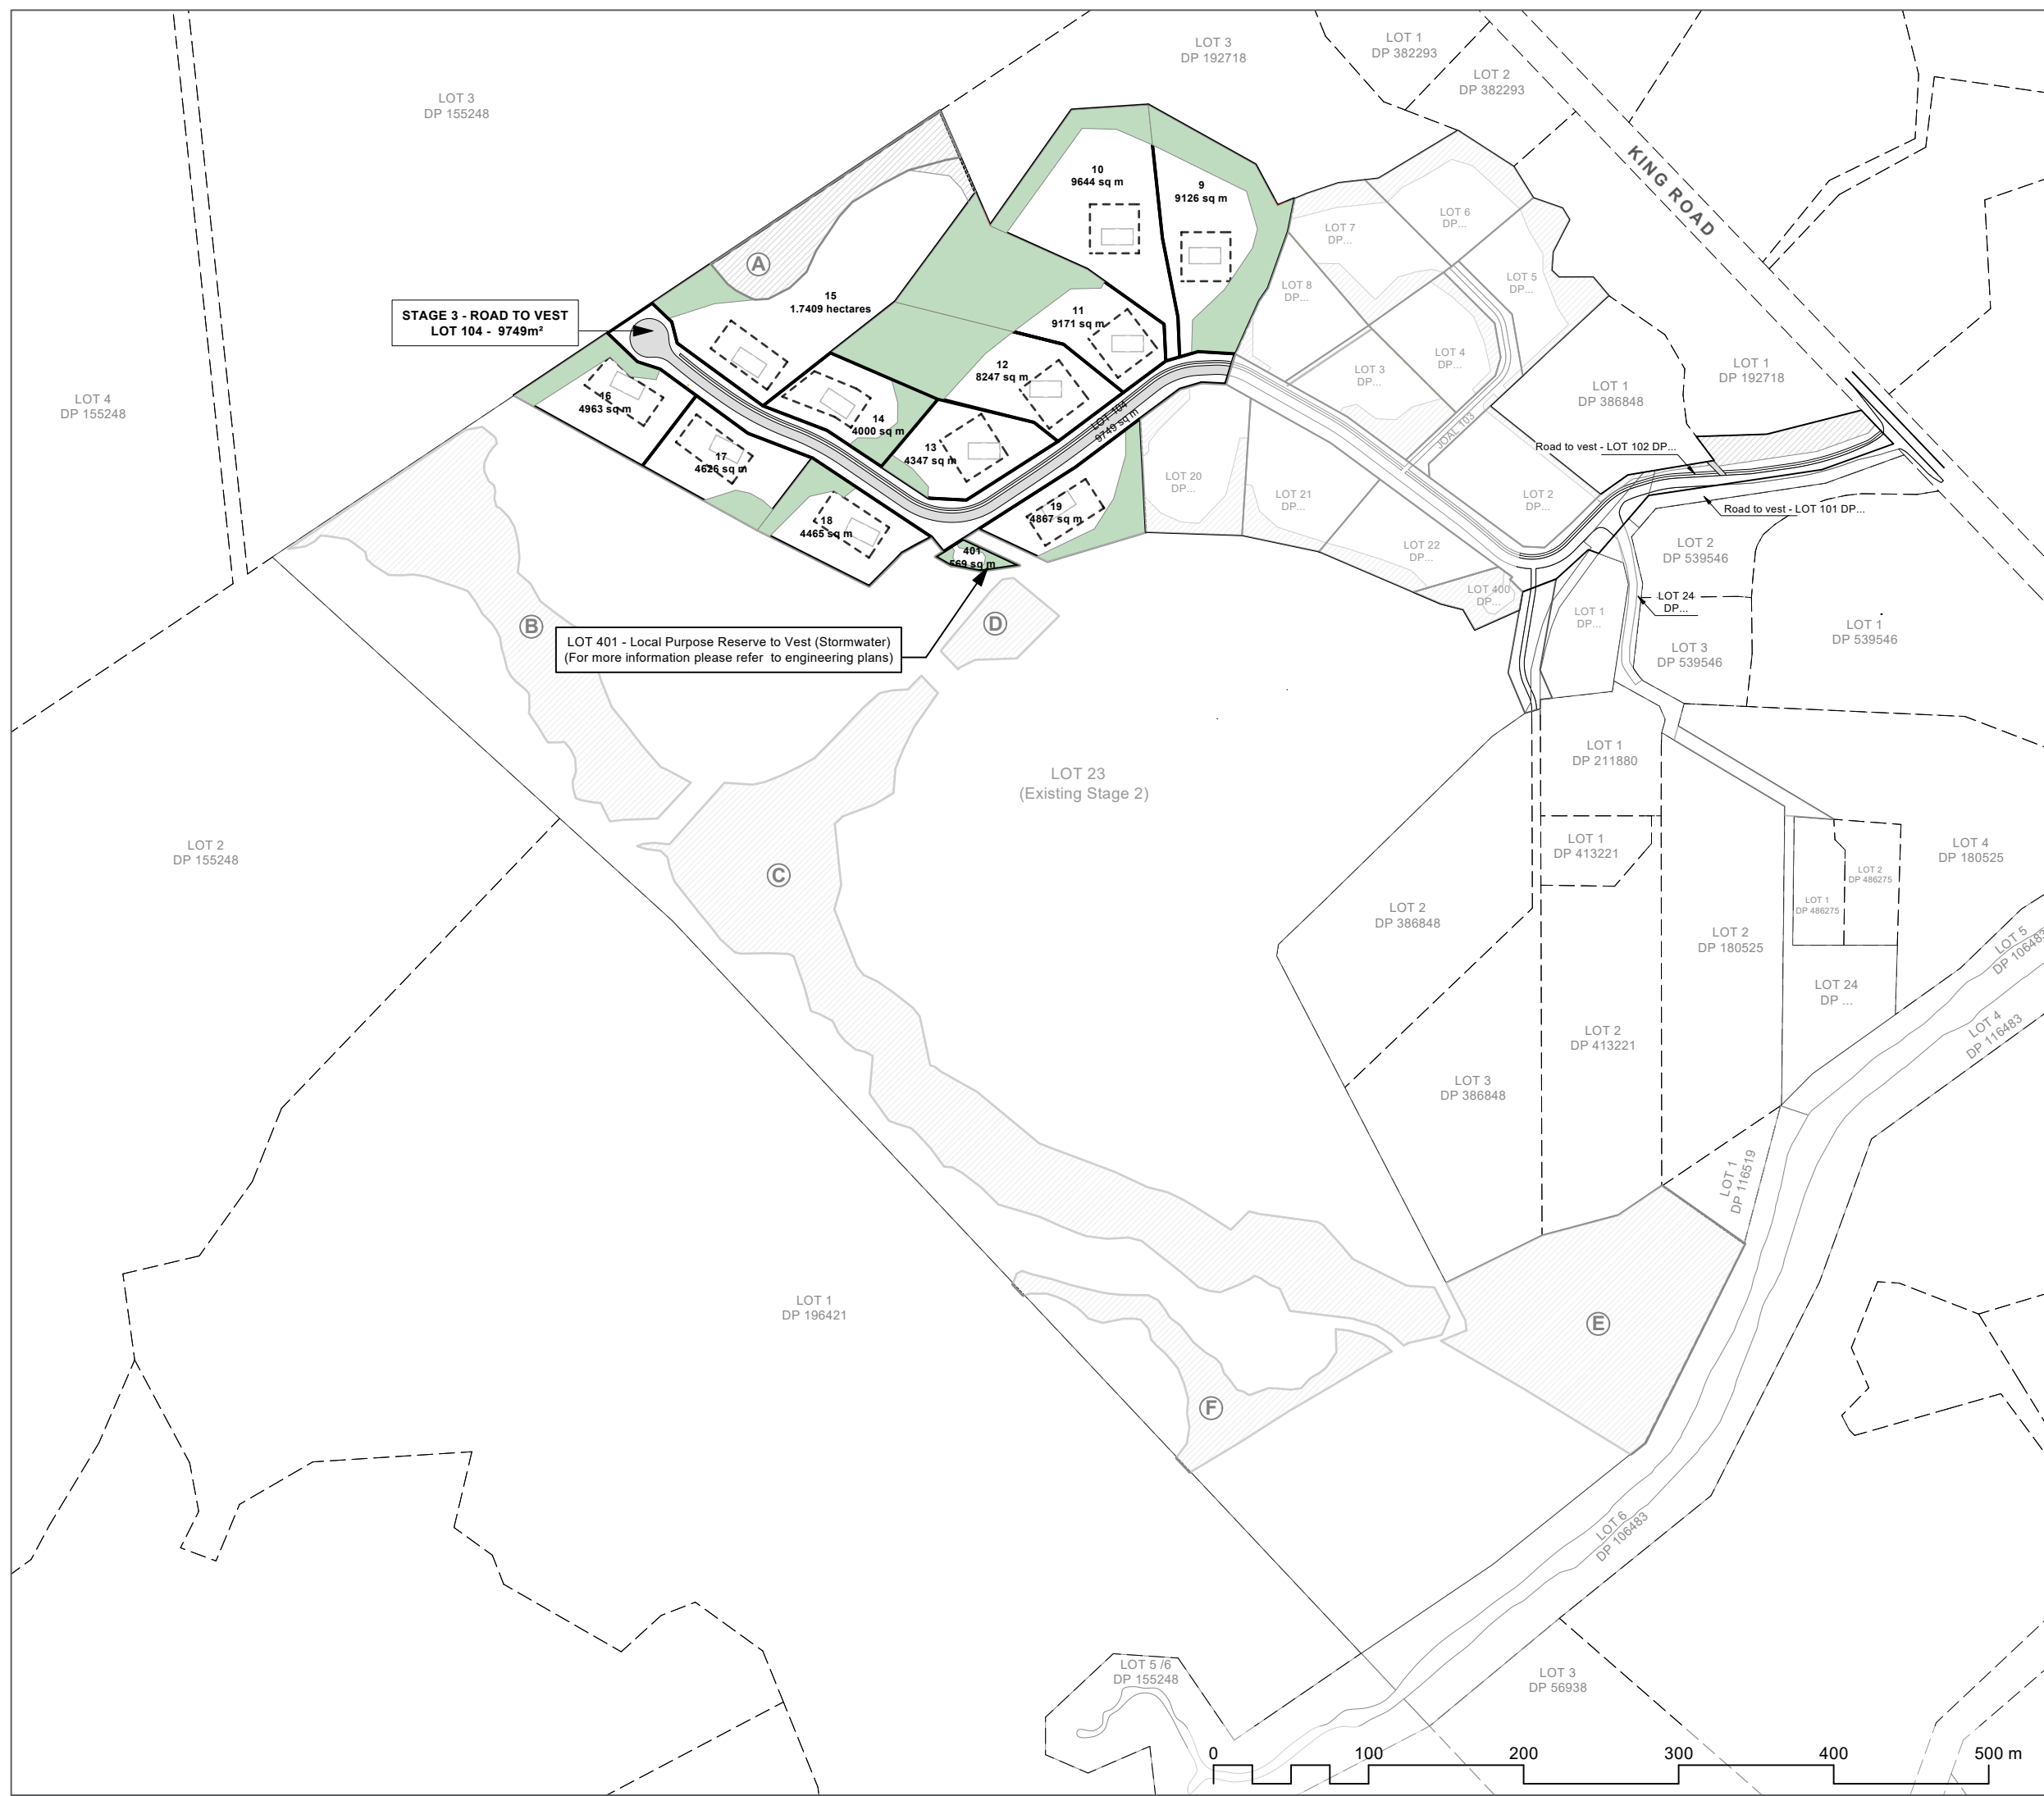 LOT 3
DP 192718
LOT 1
DP 382293
LOT 2
DP 382293
LOT 3
DP 155248
KING ROAD
10
9644 sq m
9
9126 sq m
LOT 6
DP...
LOT 7
DP...
A
LOT 5
DP...
LOT 8
DP...
15
1.7409 hectares
STAGE 3 - ROAD TO VEST
LOT 104 - 9749m²
11
9171 sq m
LOT 4
DP...
LOT 3
DP...
12
8247 sq m
LOT 1
DP 192718
LOT 1
DP 386848
LOT 4
DP 155248
16
4963 sq m
14
4000 sq m
LOT 104
9749 sq m
JOAL 103
13
4347 sq m
17
4626 sq m
Road to vest - LOT 102 DP...
LOT 20
DP...
LOT 21
DP...
LOT 2
DP...
Road to vest - LOT 101 DP...
19
4867 sq m
18
4465 sq m
401
569 sq m
LOT 22
DP...
LOT 2
DP 539546
LOT 400
DP...
LOT 24
DP...
LOT 1
DP...
B
D
LOT 1
DP 539546
LOT 401 - Local Purpose Reserve to Vest (Stormwater)
(For more information please refer to engineering plans)
LOT 3
DP 539546
LOT 1
DP 211880
LOT 23
(Existing Stage 2)
LOT 2
DP 155248
LOT 1
DP 413221
LOT 4
DP 180525
LOT 2
DP 486275
C
LOT 1
DP 486275
LOT 2
DP 386848
LOT 2
DP 180525
LOT 5
DP 106483
LOT 24
DP ...
LOT 4
DP 116483
LOT 2
DP 413221
LOT 3
DP 386848
LOT 1
DP 116519
LOT 1
DP 196421
E
F
LOT 6
DP 106483
LOT 5 /6
DP 155248
LOT 3
DP 56938
0 100 200 300 400 500 m